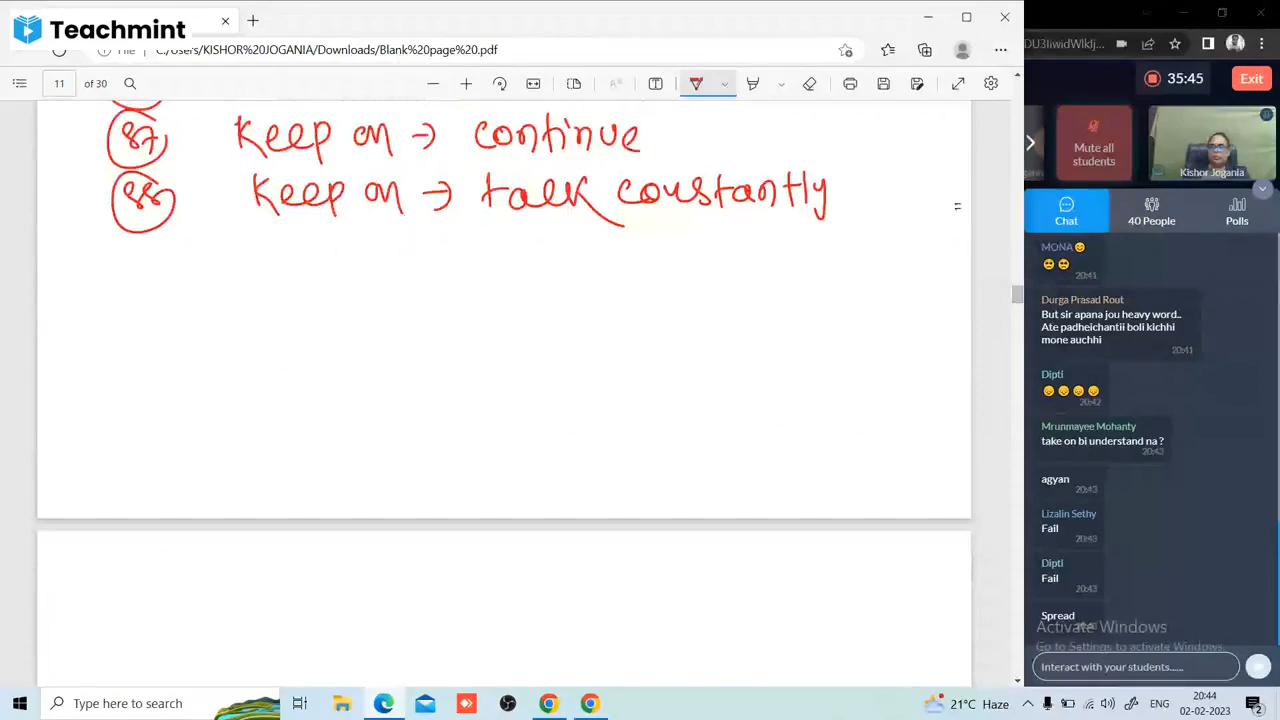 Teachmint
File
C:/Users/KISHOR%20JOGANIA/Downloads/Blank%20page%20.pdf
11 of 30
87 Keep on → continue
88 Keep on → talk constantly
DU3IiwidWlkIj...
35:45
Exit
Mute all students
Kishor Jogania
Chat
40 People
Polls
MONA😊
20:41
Durga Prasad Rout
But sir apana jou heavy word..
Ate padheichantii boli kichhi
mone auchhi
20:41
Dipti
20:42
Mrunmayee Mohanty
take on bi understand na ?
20:43
agyan
20:43
Lizalin Sethy
Fail
20:43
Dipti
Fail
20:43
Spread
Activate Windows
Go to Settings to activate Windows.
Interact with your students......
Type here to search
21°C Haze
ENG
20:44
02-02-2023
2